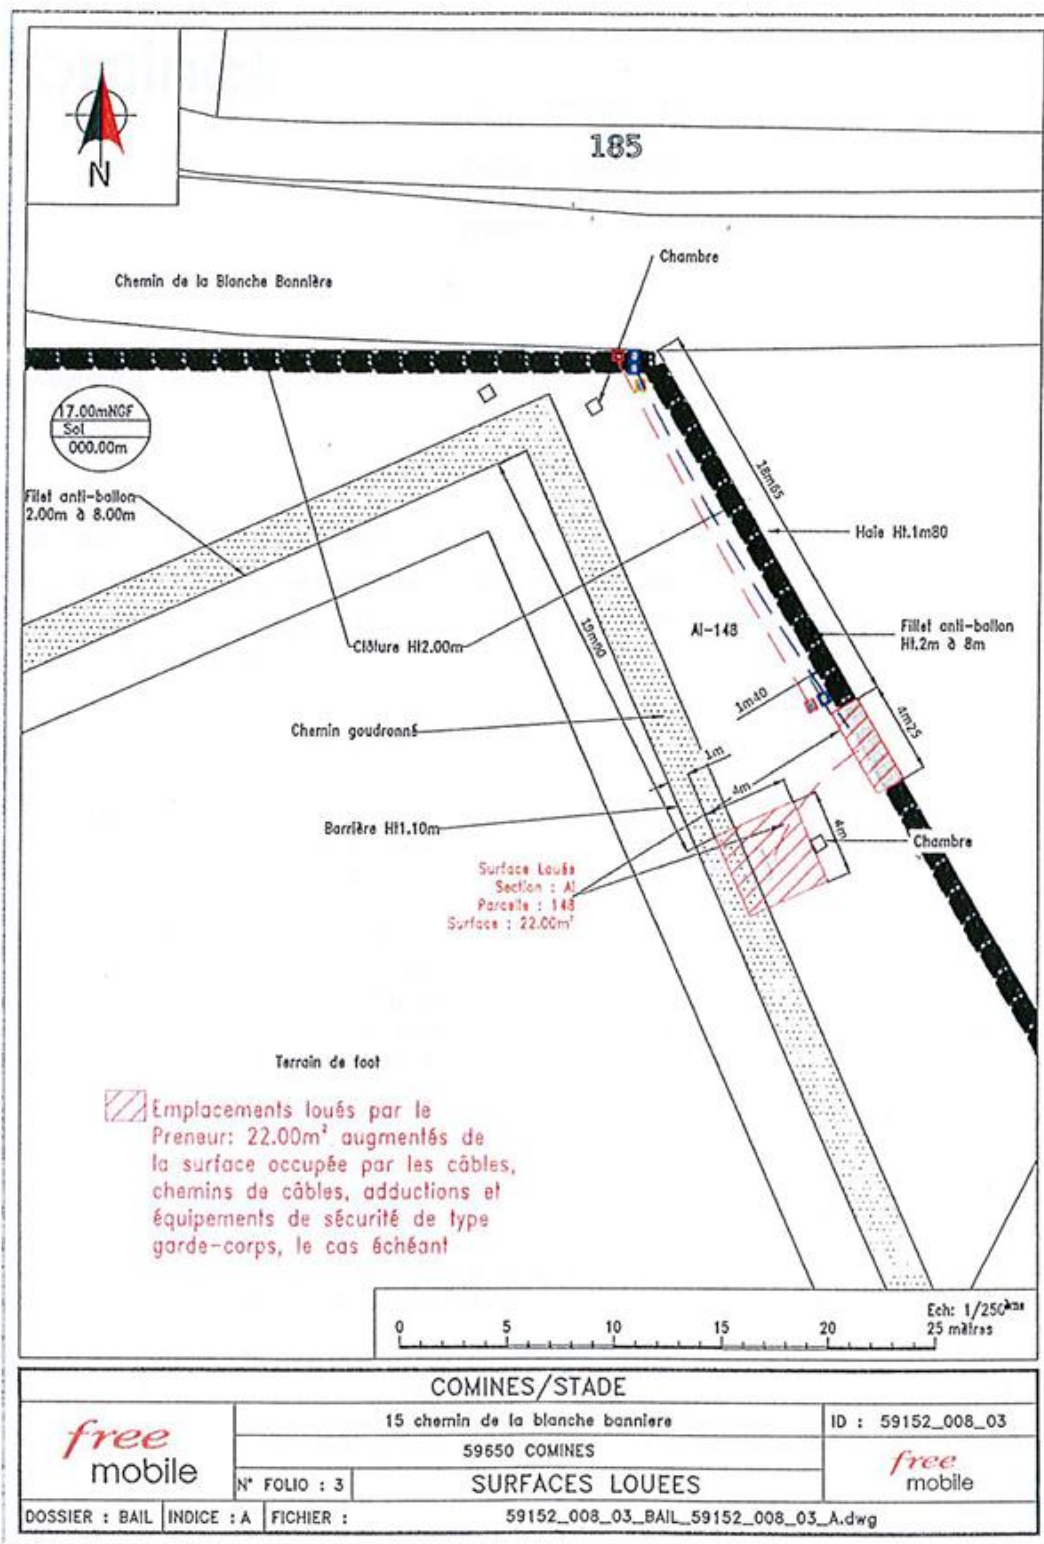 N
185
Chambre
Chemin de la Blanche Bannière
17.00mNGF
Sol
000.00m
Filet anti-ballon
2.00m à 8.00m
18m65
Haie Ht.1m80
Clôture Ht2.00m
19m90
AI-148
Fillet anti-ballon
Ht.2m à 8m
1m40
4m25
Chemin goudronné
1m
4m
4m
Barrière Ht1.10m
Chambre
Surface Louée
Section : AI
Parcelle : 148
Surface : 22.00m²
Terrain de foot
Emplacements loués par le
Preneur: 22.00m² augmentés de
la surface occupée par les câbles,
chemins de câbles, adductions et
équipements de sécurité de type
garde-corps, le cas échéant
Ech: 1/250ème
0 5 10 15 20 25 mètres
COMINES/STADE
free mobile
15 chemin de la blanche banniere
ID : 59152_008_03
59650 COMINES
free mobile
N° FOLIO : 3
SURFACES LOUEES
DOSSIER : BAIL
INDICE : A
FICHIER :
59152_008_03_BAIL_59152_008_03_A.dwg